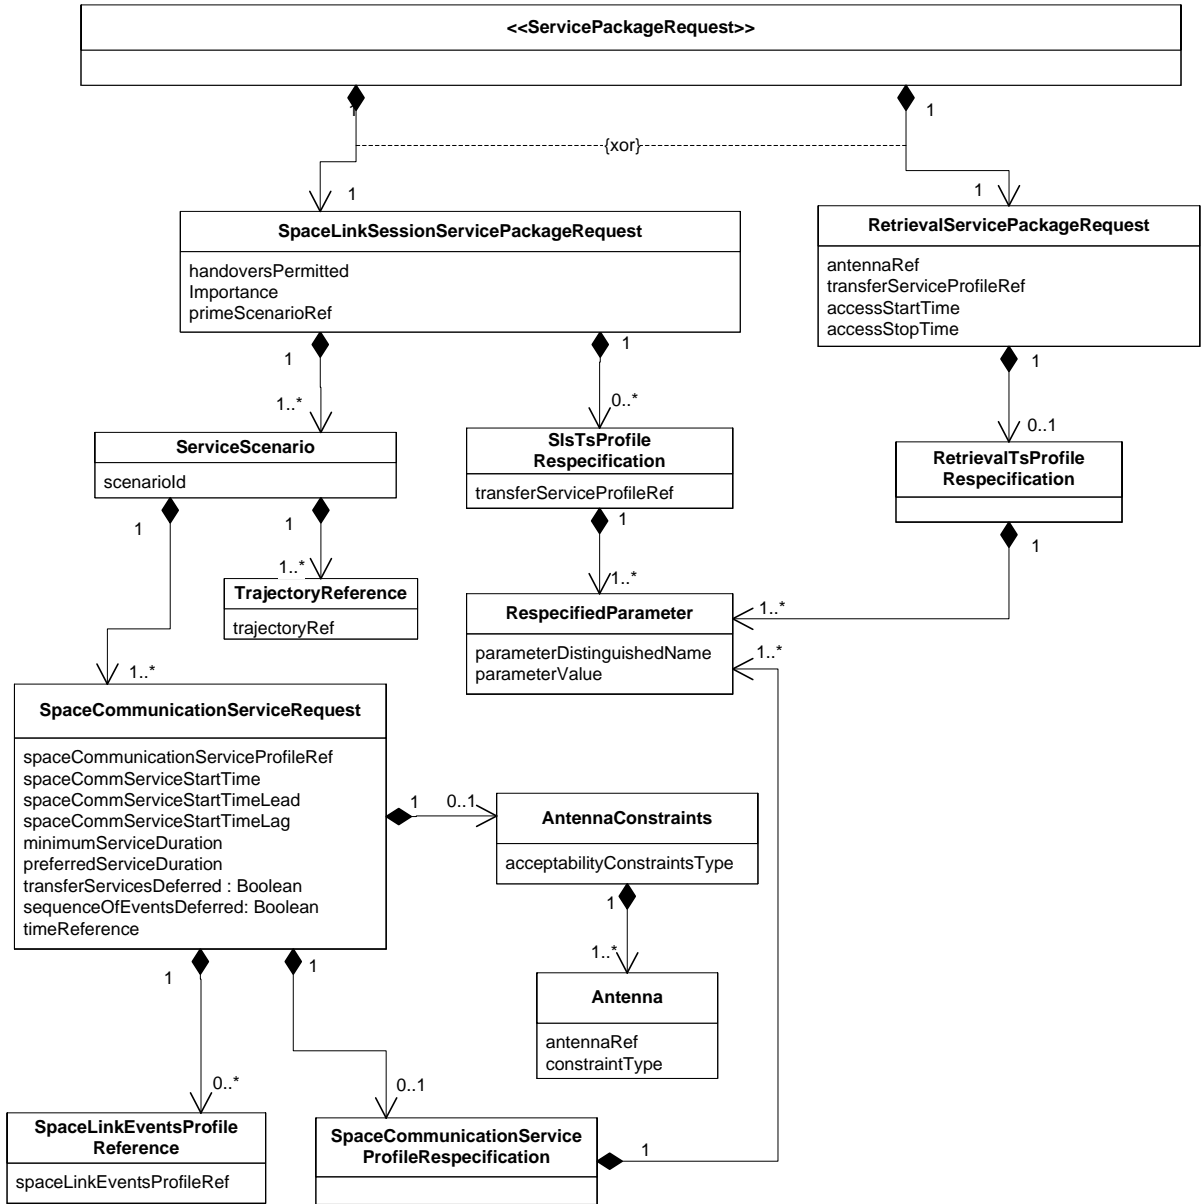 <<ServicePackageRequest>>
1
1
{xor}
1
1
SpaceLinkSessionServicePackageRequest
handoversPermitted
Importance
primeScenarioRef
RetrievalServicePackageRequest
antennaRef
transferServiceProfileRef
accessStartTime
accessStopTime
1
1
1
1..*
0..*
0..1
ServiceScenario
scenarioId
SlsTsProfile
Respecification
transferServiceProfileRef
RetrievalTsProfile
Respecification
1
1
1
1
1..*
1..*
TrajectoryReference
trajectoryRef
RespecifiedParameter
parameterDistinguishedName
parameterValue
1..*
1..*
1..*
SpaceCommunicationServiceRequest
spaceCommunicationServiceProfileRef
spaceCommServiceStartTime
spaceCommServiceStartTimeLead
spaceCommServiceStartTimeLag
minimumServiceDuration
preferredServiceDuration
transferServicesDeferred : Boolean
sequenceOfEventsDeferred: Boolean
timeReference
1
0..1
AntennaConstraints
acceptabilityConstraintsType
1
1..*
Antenna
antennaRef
constraintType
1
1
0..*
0..1
SpaceLinkEventsProfile
Reference
spaceLinkEventsProfileRef
SpaceCommunicationService
ProfileRespecification
1